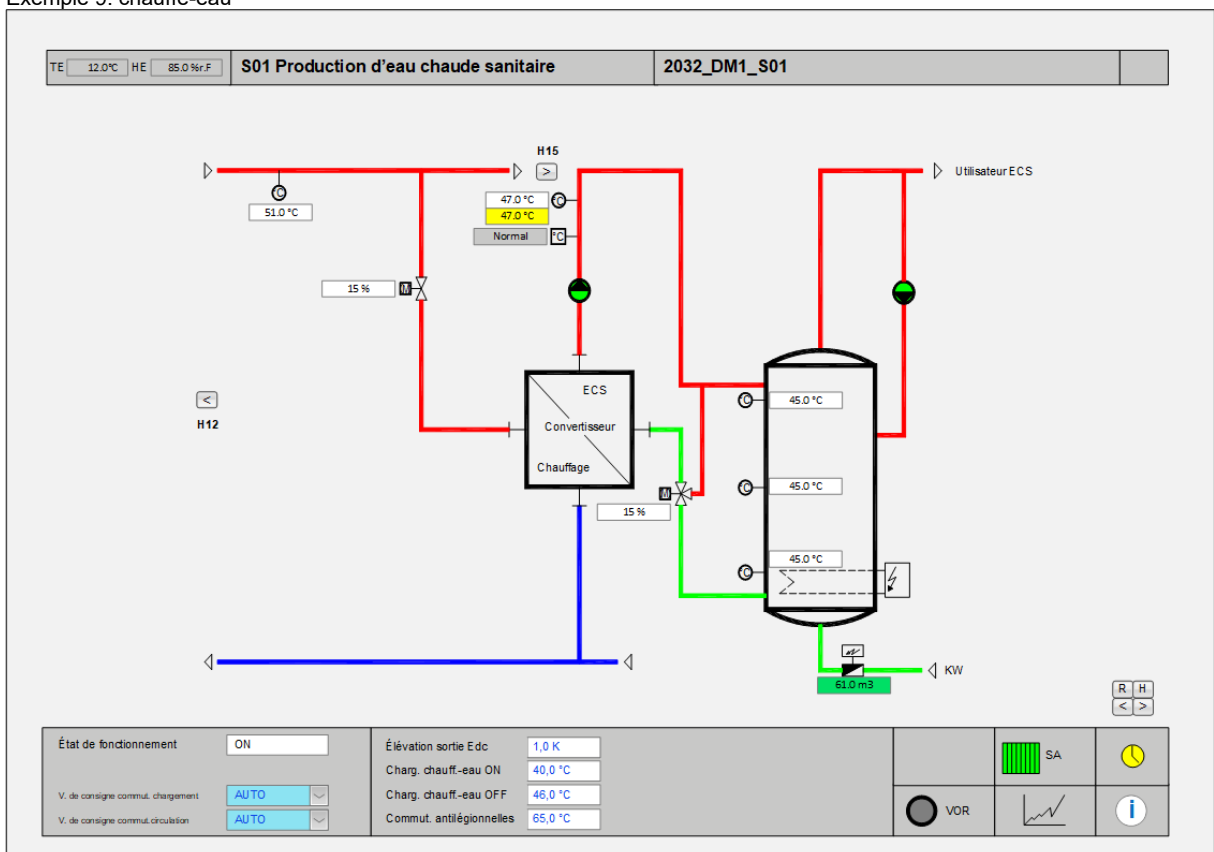 Exemple 9: chauffe-eau
TE 12.0°C HE 85.0 %r.F S01 Production d'eau chaude sanitaire 2032_DM1_S01
H15
>
Utilisateur ECS
°C
51.0 °C
47.0 °C °C
47.0 °C
Normal °C
15 % M
<
H12
ECS
Convertisseur
Chauffage
°C 45.0 °C
°C 45.0 °C
M
15 %
45.0 °C
°C
KW
61.0 m3
R H
< >
État de fonctionnement ON
V. de consigne commut. chargement AUTO
V. de consigne commut.circulation AUTO
Élévation sortie Edc 1,0 K
Charg. chauff.-eau ON 40,0 °C
Charg. chauff.-eau OFF 46,0 °C
Commut. antilégionnelles 65,0 °C
SA
VOR
i